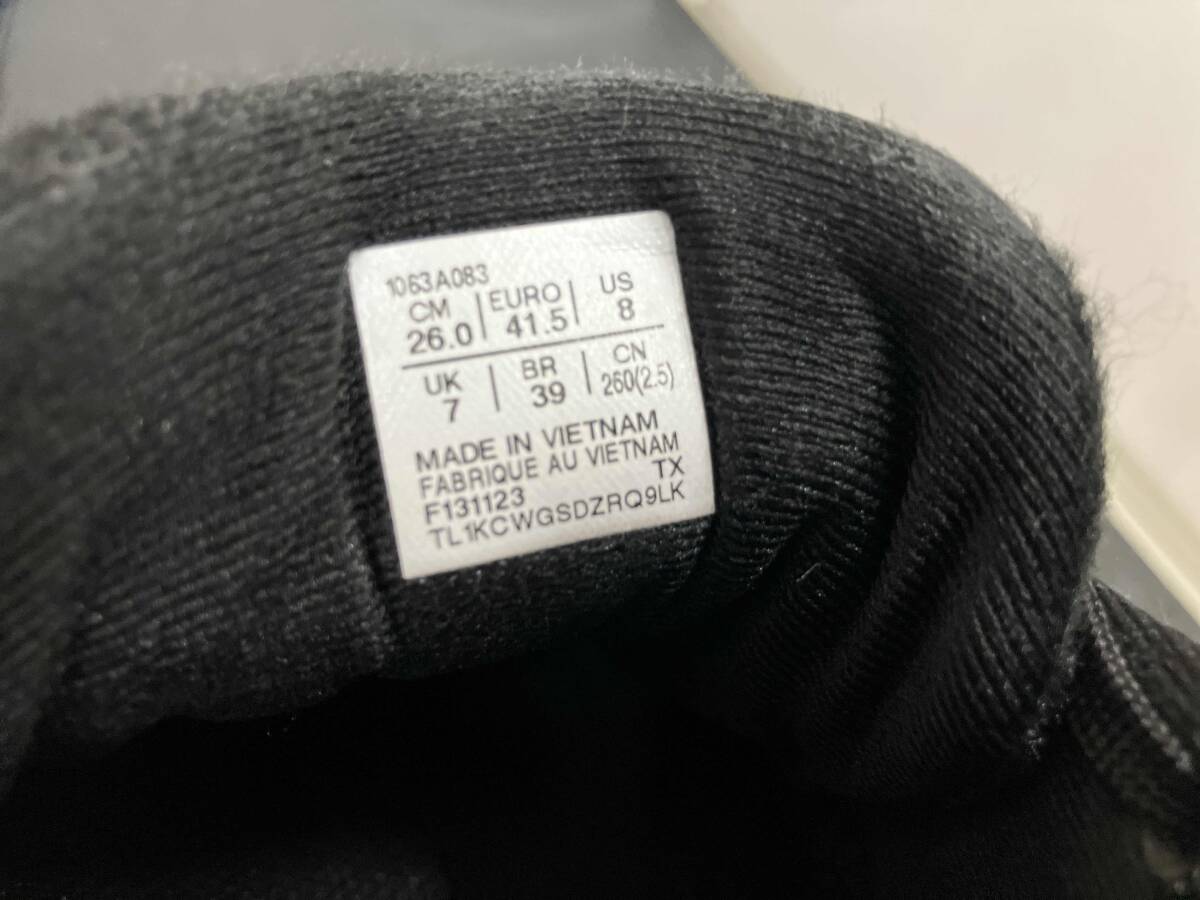 1063A083
CM EURO US
26.0 41.5 8
UK BR CN
7 39 260(2.5)
MADE IN VIETNAM
FABRIQUE AU VIETNAM
F131123 TX
TL1KCWGSDZRQ9LK